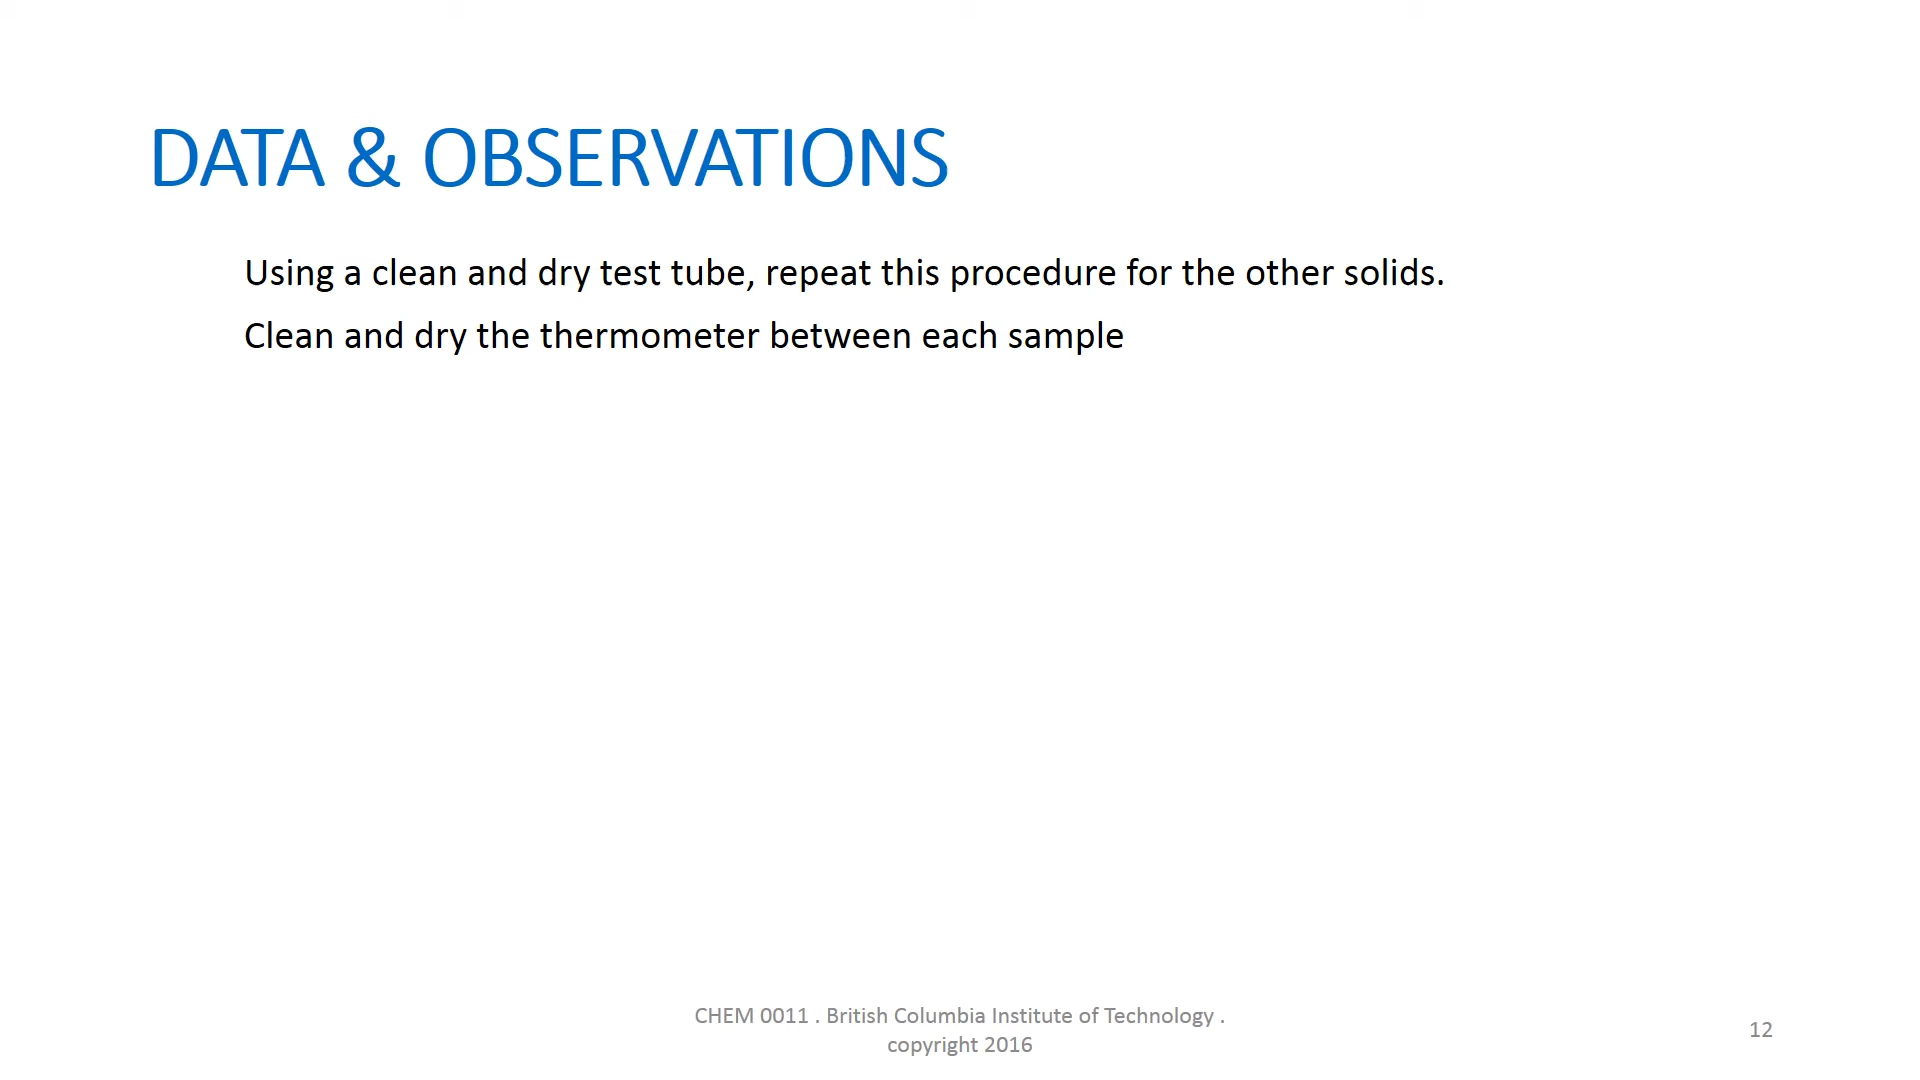 DATA & OBSERVATIONS
Using a clean and dry test tube, repeat this procedure for the other solids.
Clean and dry the thermometer between each sample
CHEM 0011 . British Columbia Institute of Technology .
copyright 2016
12